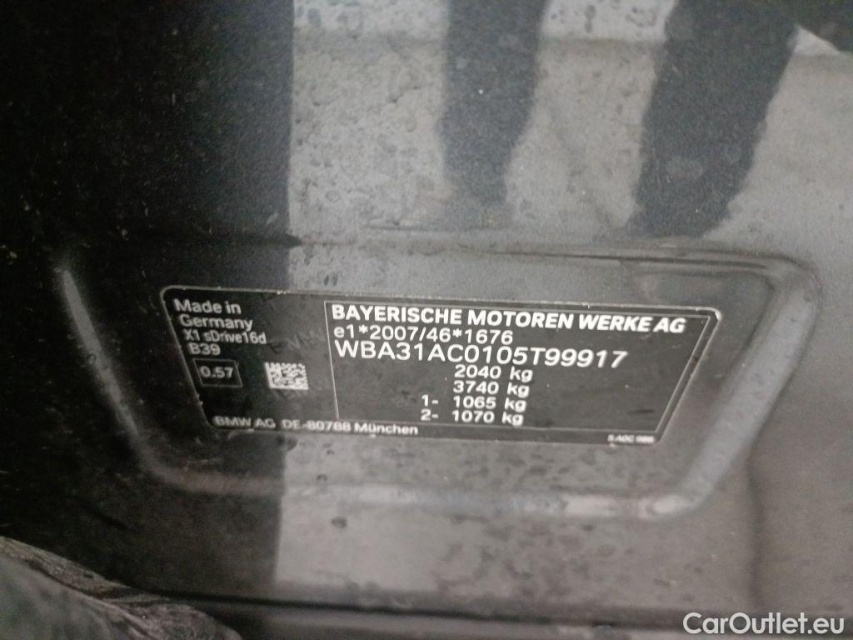 Made in
Germany
X1 sDrive16d
B39
0.57
BAYERISCHE MOTOREN WERKE AG
e1*2007/46*1676
WBA31AC0105T99917
2040 kg
3740 kg
1- 1065 kg
2- 1070 kg
BMW AG DE-80788 München
CarOutlet.eu